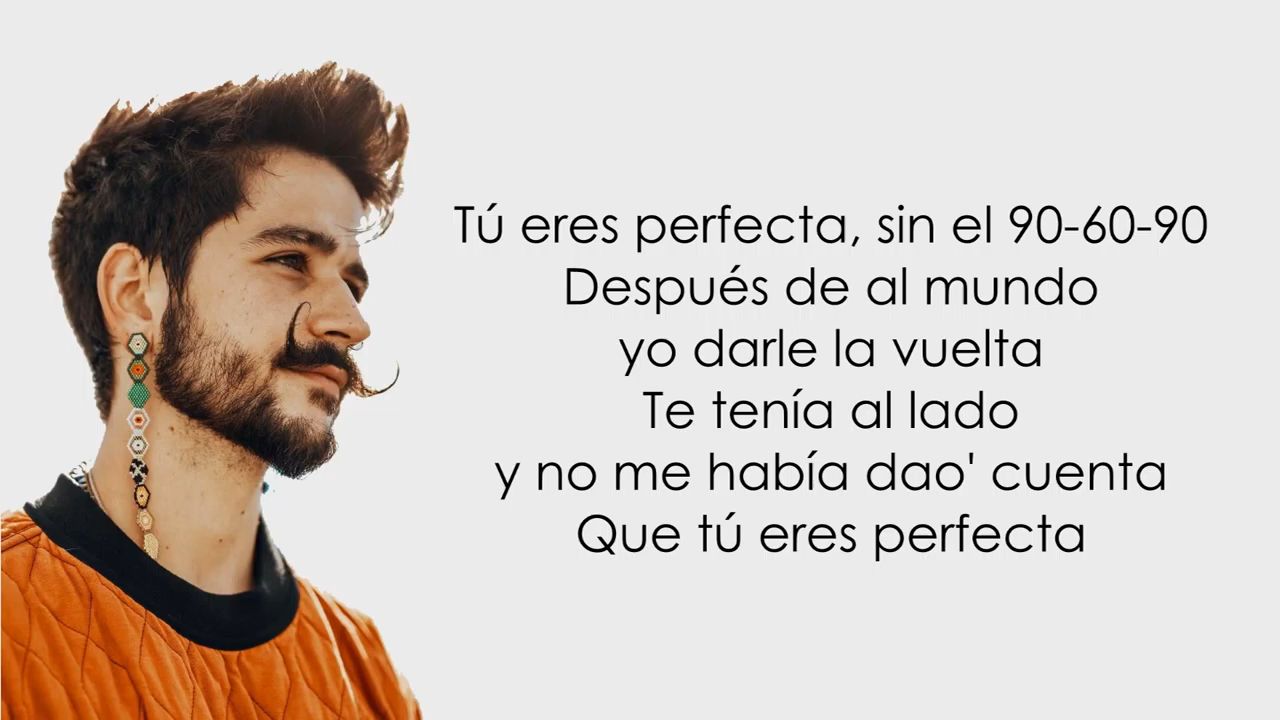 Tú eres perfecta, sin el 90-60-90
Después de al mundo
yo darle la vuelta
Te tenía al lado
y no me había dao' cuenta
Que tú eres perfecta